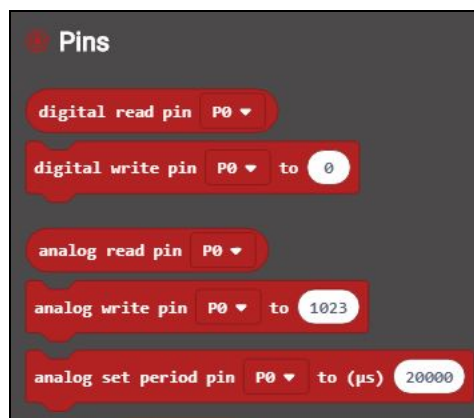 Pins
digital read pin P0
digital write pin P0 to 0
analog read pin P0
analog write pin P0 to 1023
analog set period pin P0 to (µs) 20000